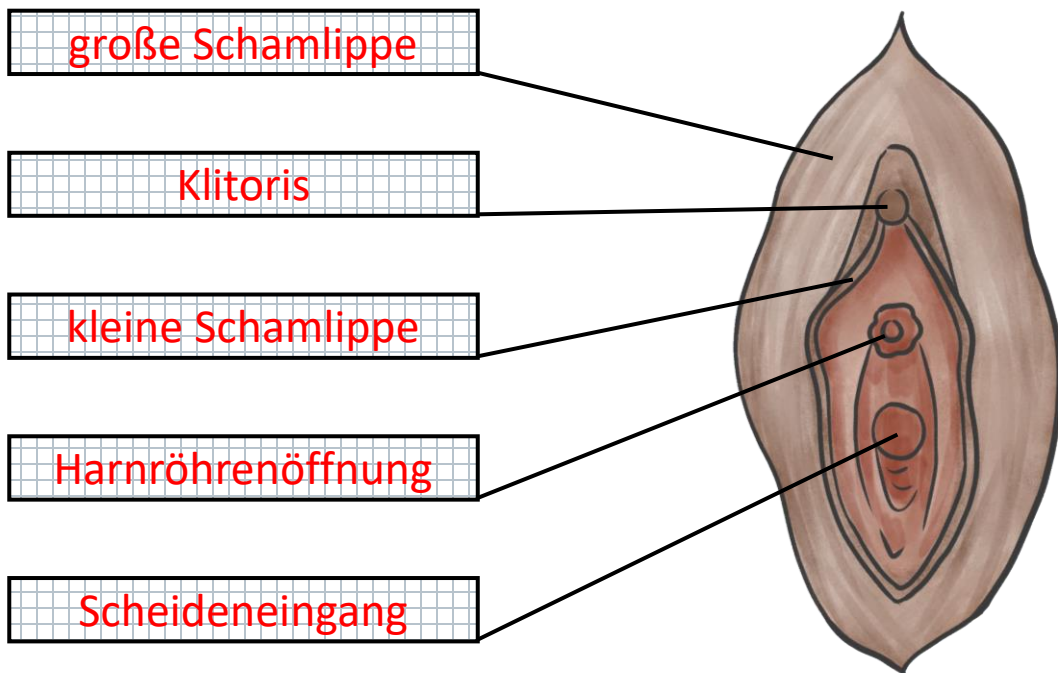 große Schamlippe
Klitoris
kleine Schamlippe
Harnröhrenöffnung
Scheideneingang